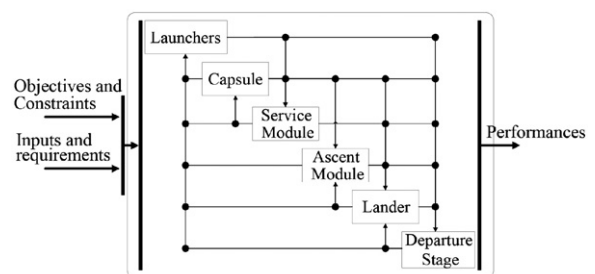 Launchers
Capsule
Objectives and
Constraints
Service
Module
Inputs and
requirements
Performances
Ascent
Module
Lander
Departure
Stage